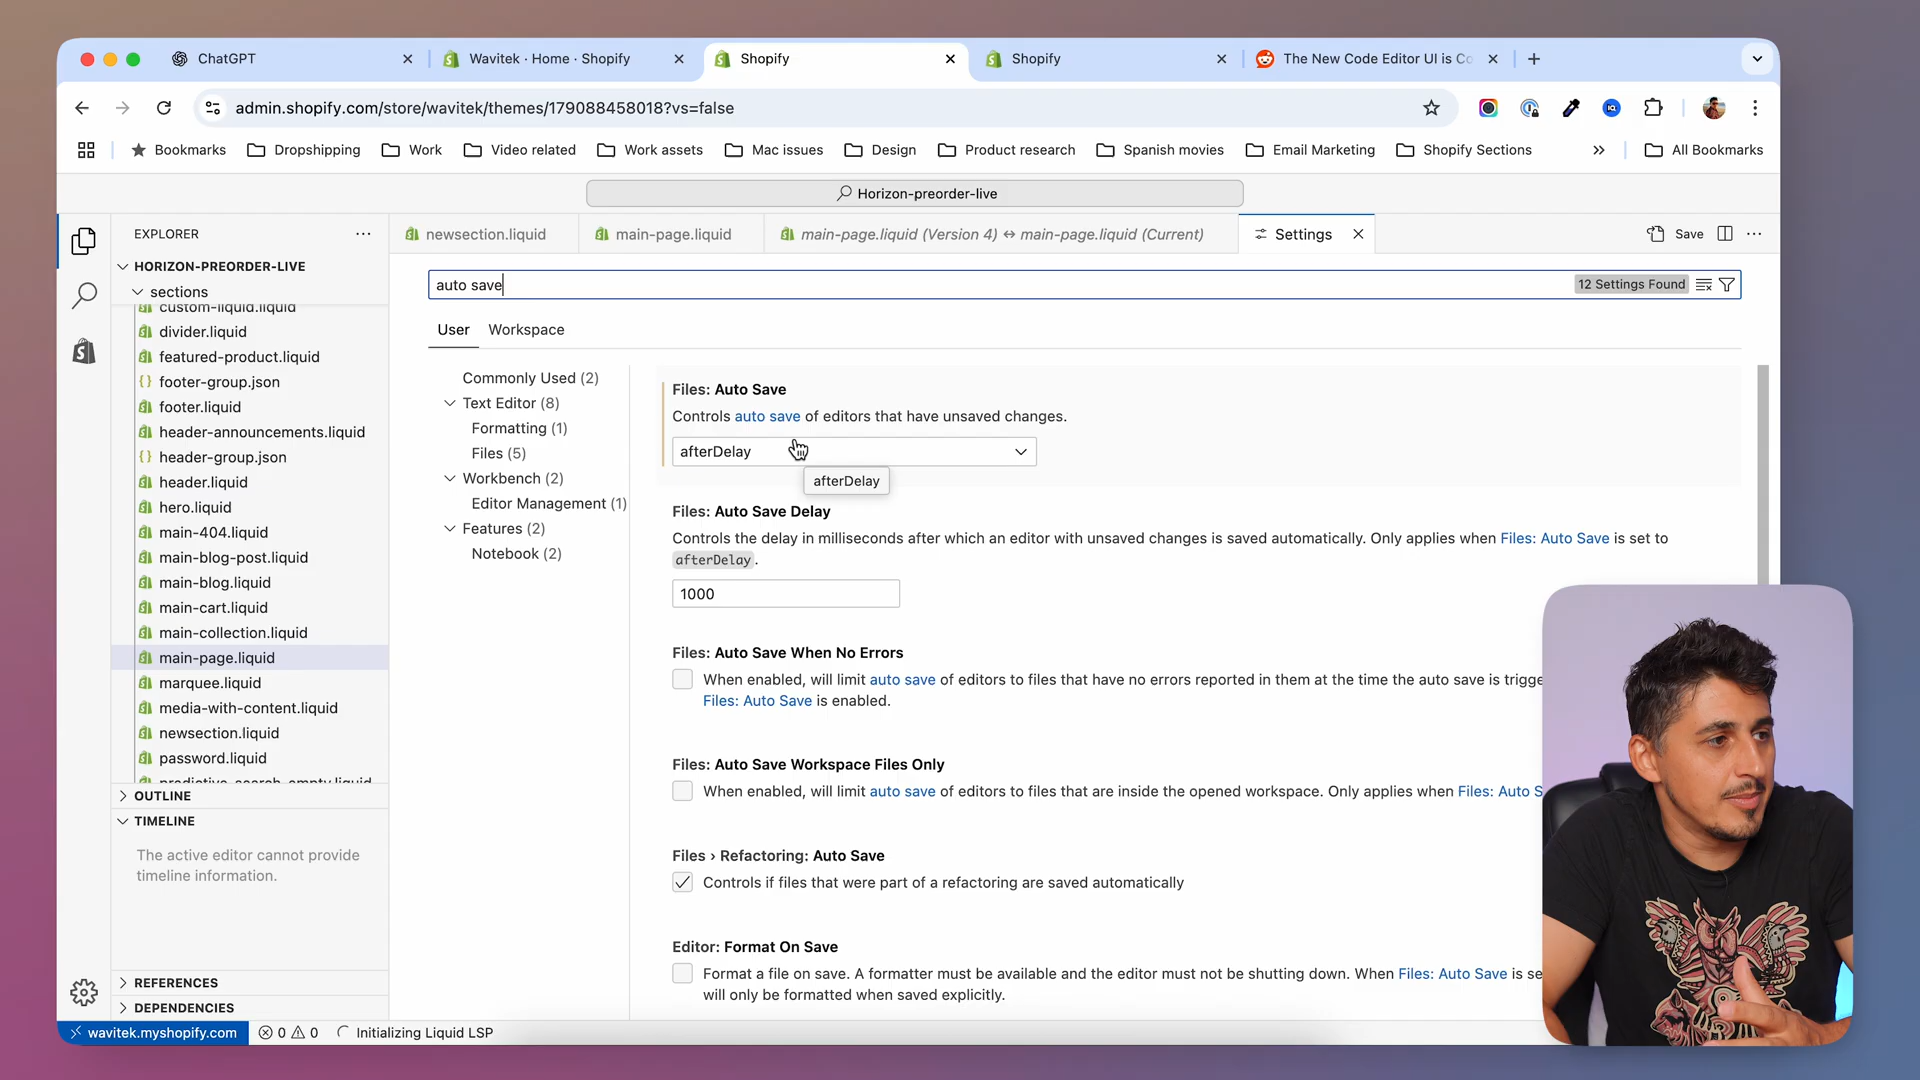 ChatGPT
Wavitek · Home · Shopify
Shopify
Shopify
The New Code Editor UI is Co
admin.shopify.com/store/wavitek/themes/179088458018?vs=false
Bookmarks
Dropshipping
Work
Video related
Work assets
Mac issues
Design
Product research
Spanish movies
Email Marketing
Shopify Sections
All Bookmarks
Horizon-preorder-live
EXPLORER
HORIZON-PREORDER-LIVE
sections
custom-liquid.liquid
divider.liquid
featured-product.liquid
footer-group.json
footer.liquid
header-announcements.liquid
header-group.json
header.liquid
hero.liquid
main-404.liquid
main-blog-post.liquid
main-blog.liquid
main-cart.liquid
main-collection.liquid
main-page.liquid
marquee.liquid
media-with-content.liquid
newsection.liquid
password.liquid
predictive-search-empty.liquid
OUTLINE
TIMELINE
The active editor cannot provide
timeline information.
REFERENCES
DEPENDENCIES
newsection.liquid
main-page.liquid
main-page.liquid (Version 4) ↔ main-page.liquid (Current)
Settings
Save
auto save
12 Settings Found
User
Workspace
Commonly Used (2)
Text Editor (8)
Formatting (1)
Files (5)
Workbench (2)
Editor Management (1)
Features (2)
Notebook (2)
Files: Auto Save
Controls auto save of editors that have unsaved changes.
afterDelay
afterDelay
Files: Auto Save Delay
Controls the delay in milliseconds after which an editor with unsaved changes is saved automatically. Only applies when Files: Auto Save is set to
afterDelay.
1000
Files: Auto Save When No Errors
When enabled, will limit auto save of editors to files that have no errors reported in them at the time the auto save is trigge
Files: Auto Save is enabled.
Files: Auto Save Workspace Files Only
When enabled, will limit auto save of editors to files that are inside the opened workspace. Only applies when Files: Auto S
Files › Refactoring: Auto Save
Controls if files that were part of a refactoring are saved automatically
Editor: Format On Save
Format a file on save. A formatter must be available and the editor must not be shutting down. When Files: Auto Save is se
will only be formatted when saved explicitly.
wavitek.myshopify.com
0
0
Initializing Liquid LSP